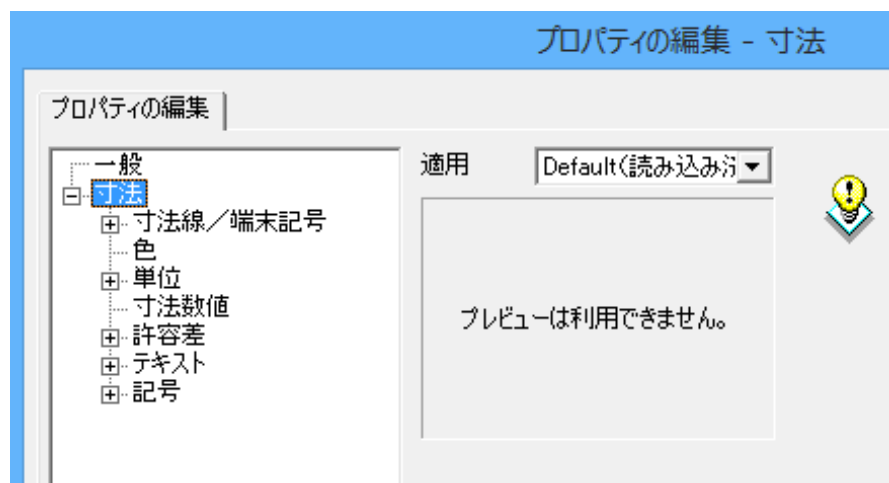 プロパティの編集 - 寸法
プロパティの編集
一般
寸法
寸法線／端末記号
色
単位
寸法数値
許容差
テキスト
記号
適用
Default(読み込み
プレビューは利用できません。